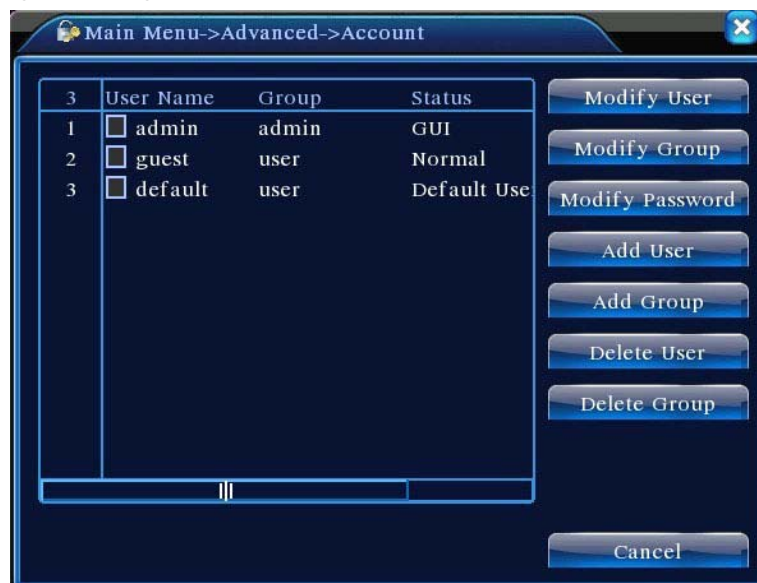 Main Menu->Advanced->Account
3 User Name Group Status
1 admin admin GUI
2 guest user Normal
3 default user Default Use
Modify User
Modify Group
Modify Password
Add User
Add Group
Delete User
Delete Group
Cancel